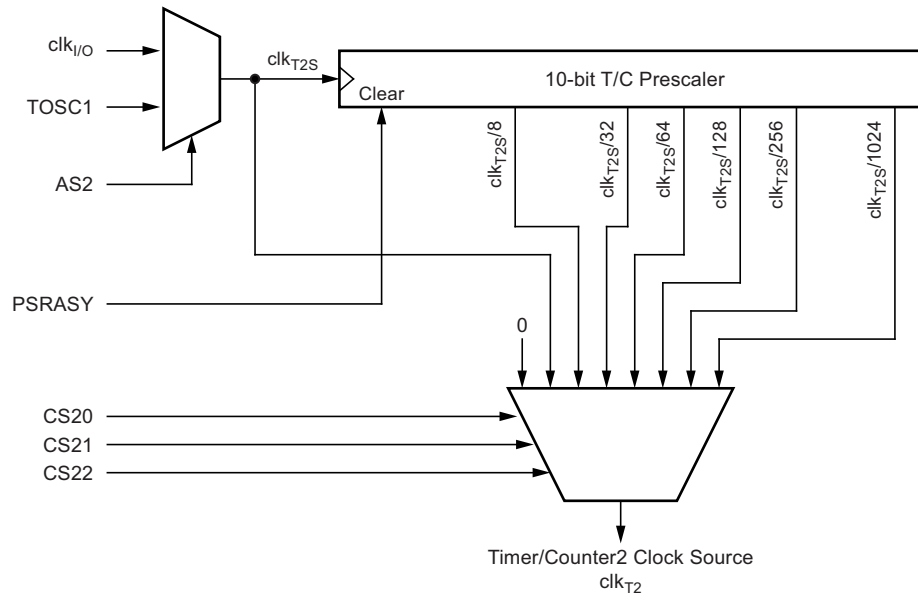 clkI/O
clkT2S
10-bit T/C Prescaler
TOSC1
Clear
clkT2S/8
clkT2S/32
clkT2S/64
clkT2S/128
clkT2S/256
clkT2S/1024
AS2
PSRASY
0
CS20
CS21
CS22
Timer/Counter2 Clock Source
clkT2